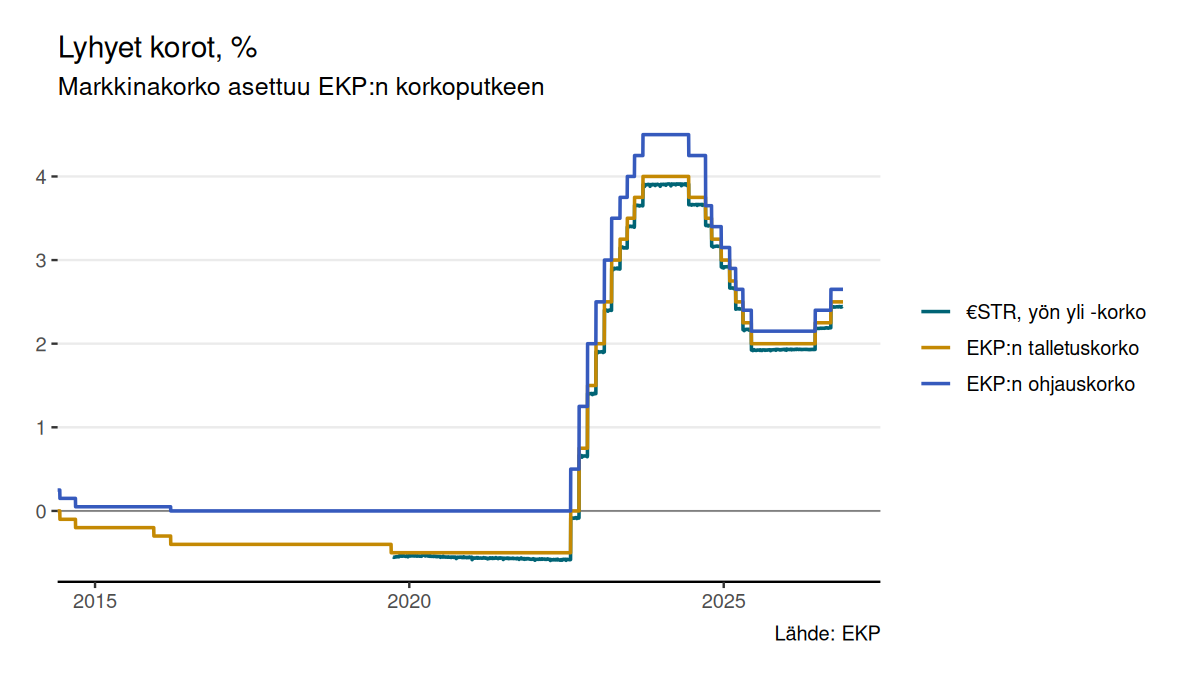 Lyhyet korot, %
Markkinakorko asettuu EKP:n korkoputkeen
4
3
2
1
0
2015 2020 2025
€STR, yön yli -korko
EKP:n talletuskorko
EKP:n ohjauskorko
Lähde: EKP